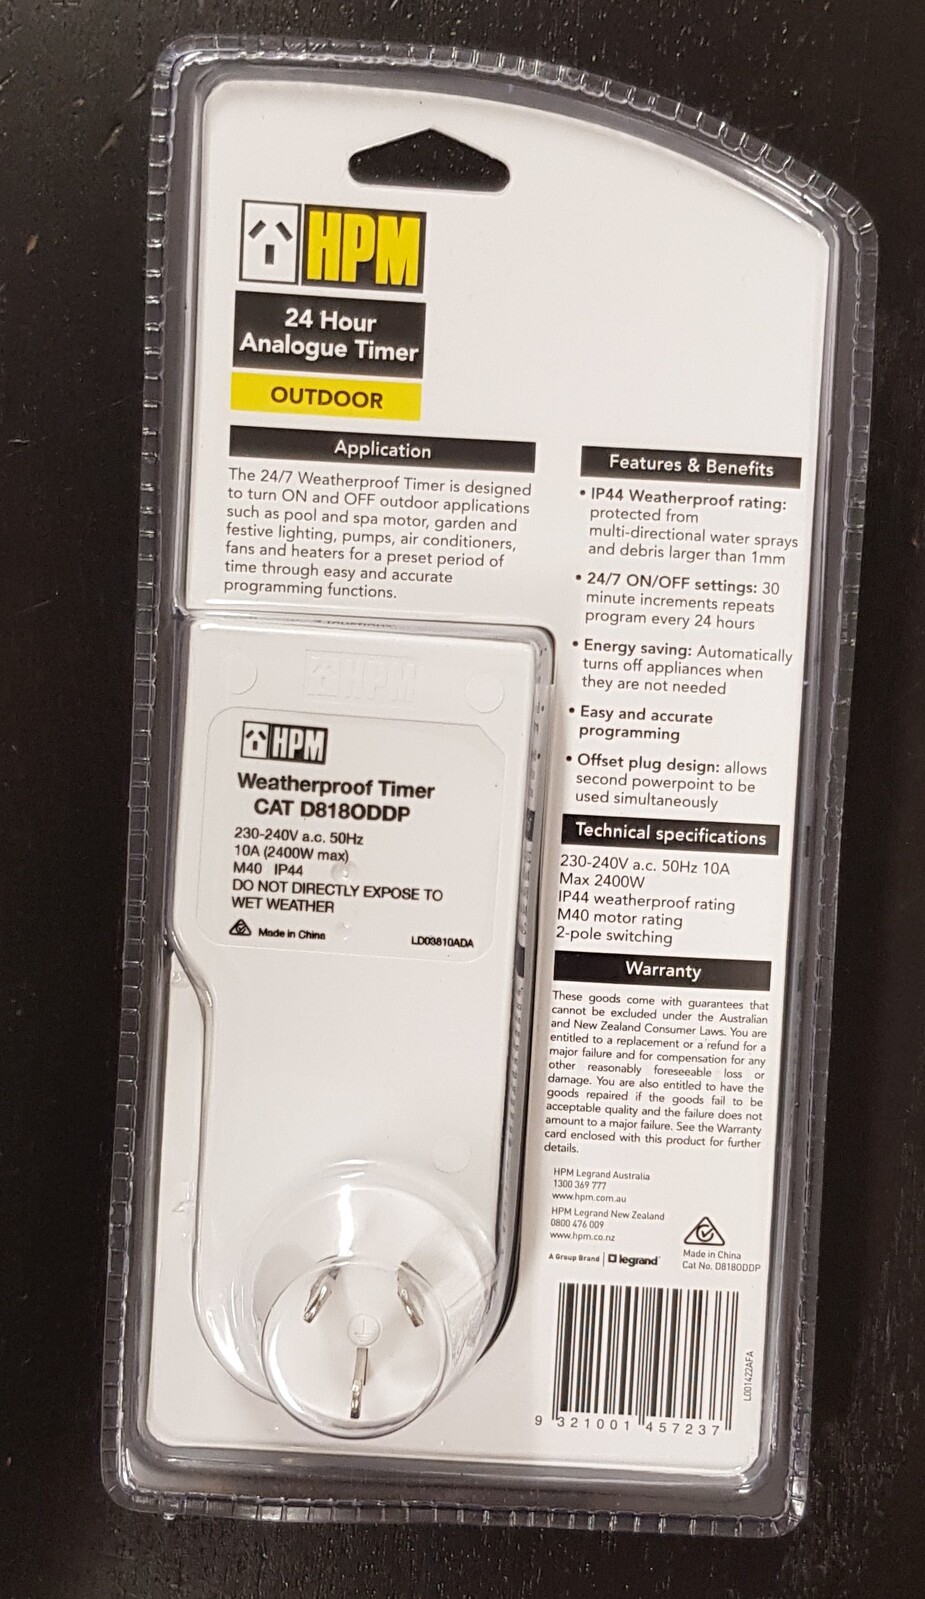 HPM
24 Hour
Analogue Timer
OUTDOOR
Application
The 24/7 Weatherproof Timer is designed
to turn ON and OFF outdoor applications
such as pool and spa motor, garden and
festive lighting, pumps, air conditioners,
fans and heaters for a preset period of
time through easy and accurate
programming functions.
HPM
HPM
Weatherproof Timer
CAT D818ODDP
230-240V a.c. 50Hz
10A (2400W max)
M40 IP44
DO NOT DIRECTLY EXPOSE TO
WET WEATHER
Made in China
LD03810ADA
Features & Benefits
• IP44 Weatherproof rating:
protected from
multi-directional water sprays
and debris larger than 1mm
• 24/7 ON/OFF settings: 30
minute increments repeats
program every 24 hours
• Energy saving: Automatically
turns off appliances when
they are not needed
• Easy and accurate
programming
• Offset plug design: allows
second powerpoint to be
used simultaneously
Technical specifications
230-240V a.c. 50Hz 10A
Max 2400W
IP44 weatherproof rating
M40 motor rating
2-pole switching
Warranty
These goods come with guarantees that
cannot be excluded under the Australian
and New Zealand Consumer Laws. You are
entitled to a replacement or a refund for a
major failure and for compensation for any
other reasonably foreseeable loss or
damage. You are also entitled to have the
goods repaired if the goods fail to be
acceptable quality and the failure does not
amount to a major failure. See the Warranty
card enclosed with this product for further
details.
HPM Legrand Australia
1300 369 777
www.hpm.com.au
HPM Legrand New Zealand
0800 476 009
www.hpm.co.nz
A Group Brand | legrand
Made in China
Cat No. D818ODDP
L001422AFA
9 321001 457237